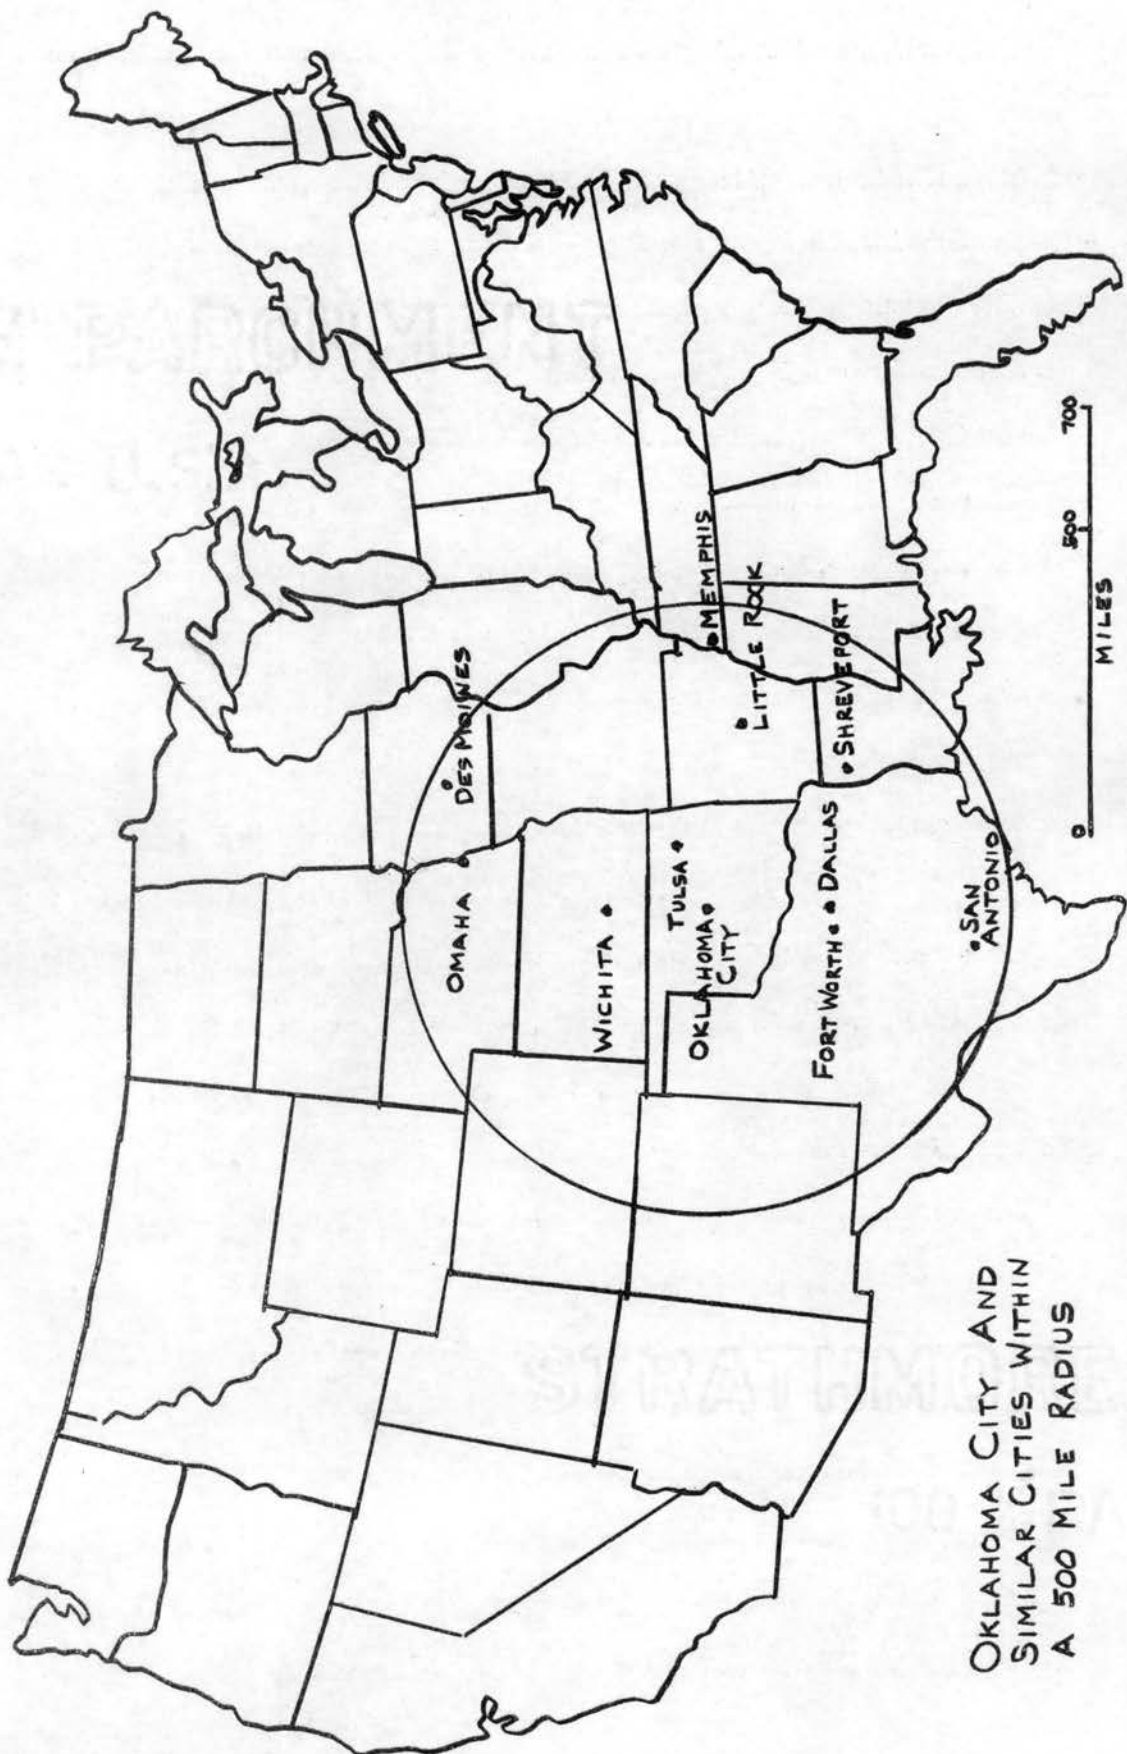 DES MOINES
OMAHA
WICHITA
TULSA
OKLAHOMA
CITY
MEMPHIS
LITTLE ROCK
SHREVEPORT
FORT WORTH
DALLAS
SAN
ANTONIO
0 500 700
MILES
OKLAHOMA CITY AND
SIMILAR CITIES WITHIN
A 500 MILE RADIUS